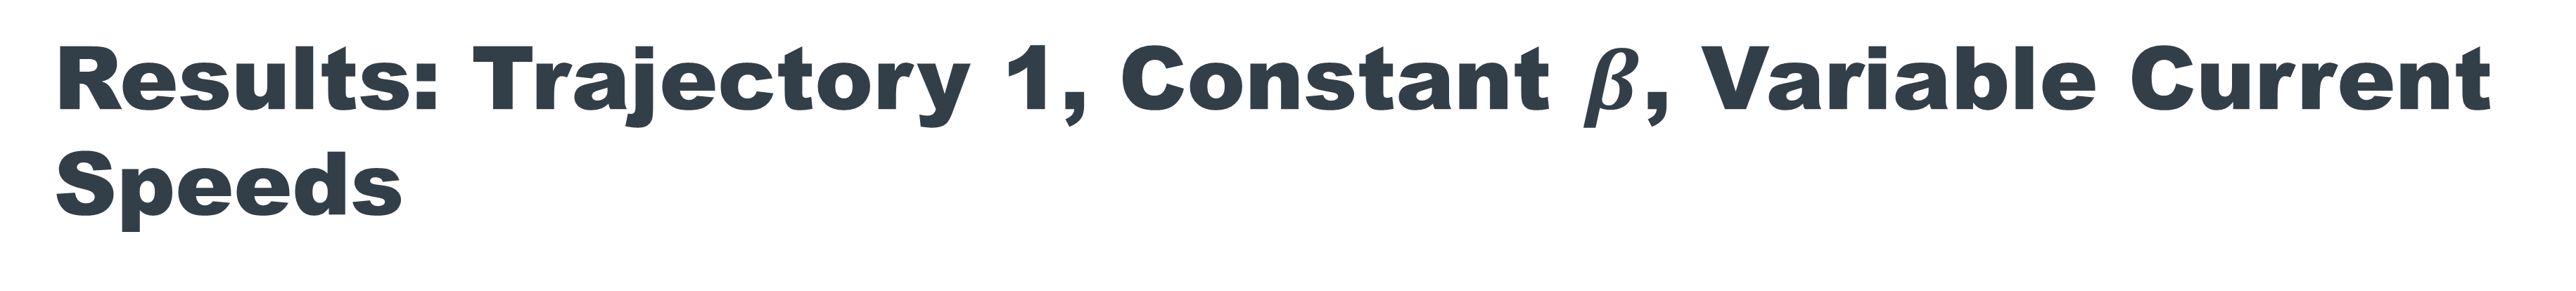 Results: Trajectory 1, Constant 𝛽, Variable Current
Speeds